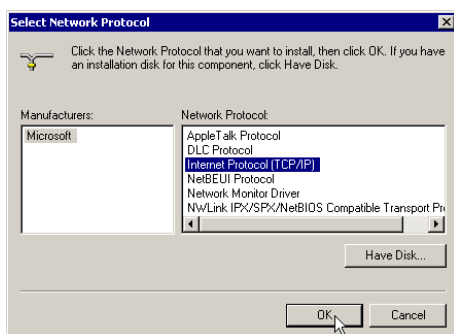 Select Network Protocol
Click the Network Protocol that you want to install, then click OK. If you have
an installation disk for this component, click Have Disk.
Manufacturers:
Microsoft
Network Protocol:
AppleTalk Protocol
DLC Protocol
Internet Protocol (TCP/IP)
NetBEUI Protocol
Network Monitor Driver
NWLink IPX/SPX/NetBIOS Compatible Transport Pr
Have Disk...
OK
Cancel